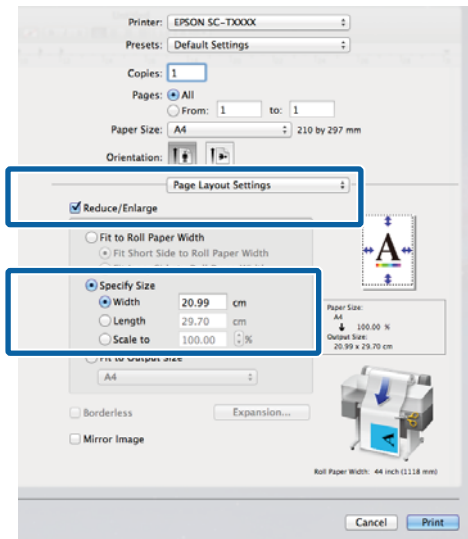 Printer: EPSON SC-TXXXX
Presets: Default Settings
Copies: 1
Pages: All
From: 1 to: 1
Paper Size: A4 210 by 297 mm
Orientation:
Page Layout Settings
Reduce/Enlarge
Fit to Roll Paper Width
Fit Short Side to Roll Paper Width
Specify Size
Width 20.99 cm
Length 29.70 cm
Scale to 100.00 %
Fit to Output Size
A4
Borderless Expansion...
Mirror Image
A
Paper Size:
A4
100.00 %
Output Size:
20.99 x 29.70 cm
Roll Paper Width: 44 inch (1118 mm)
Cancel Print